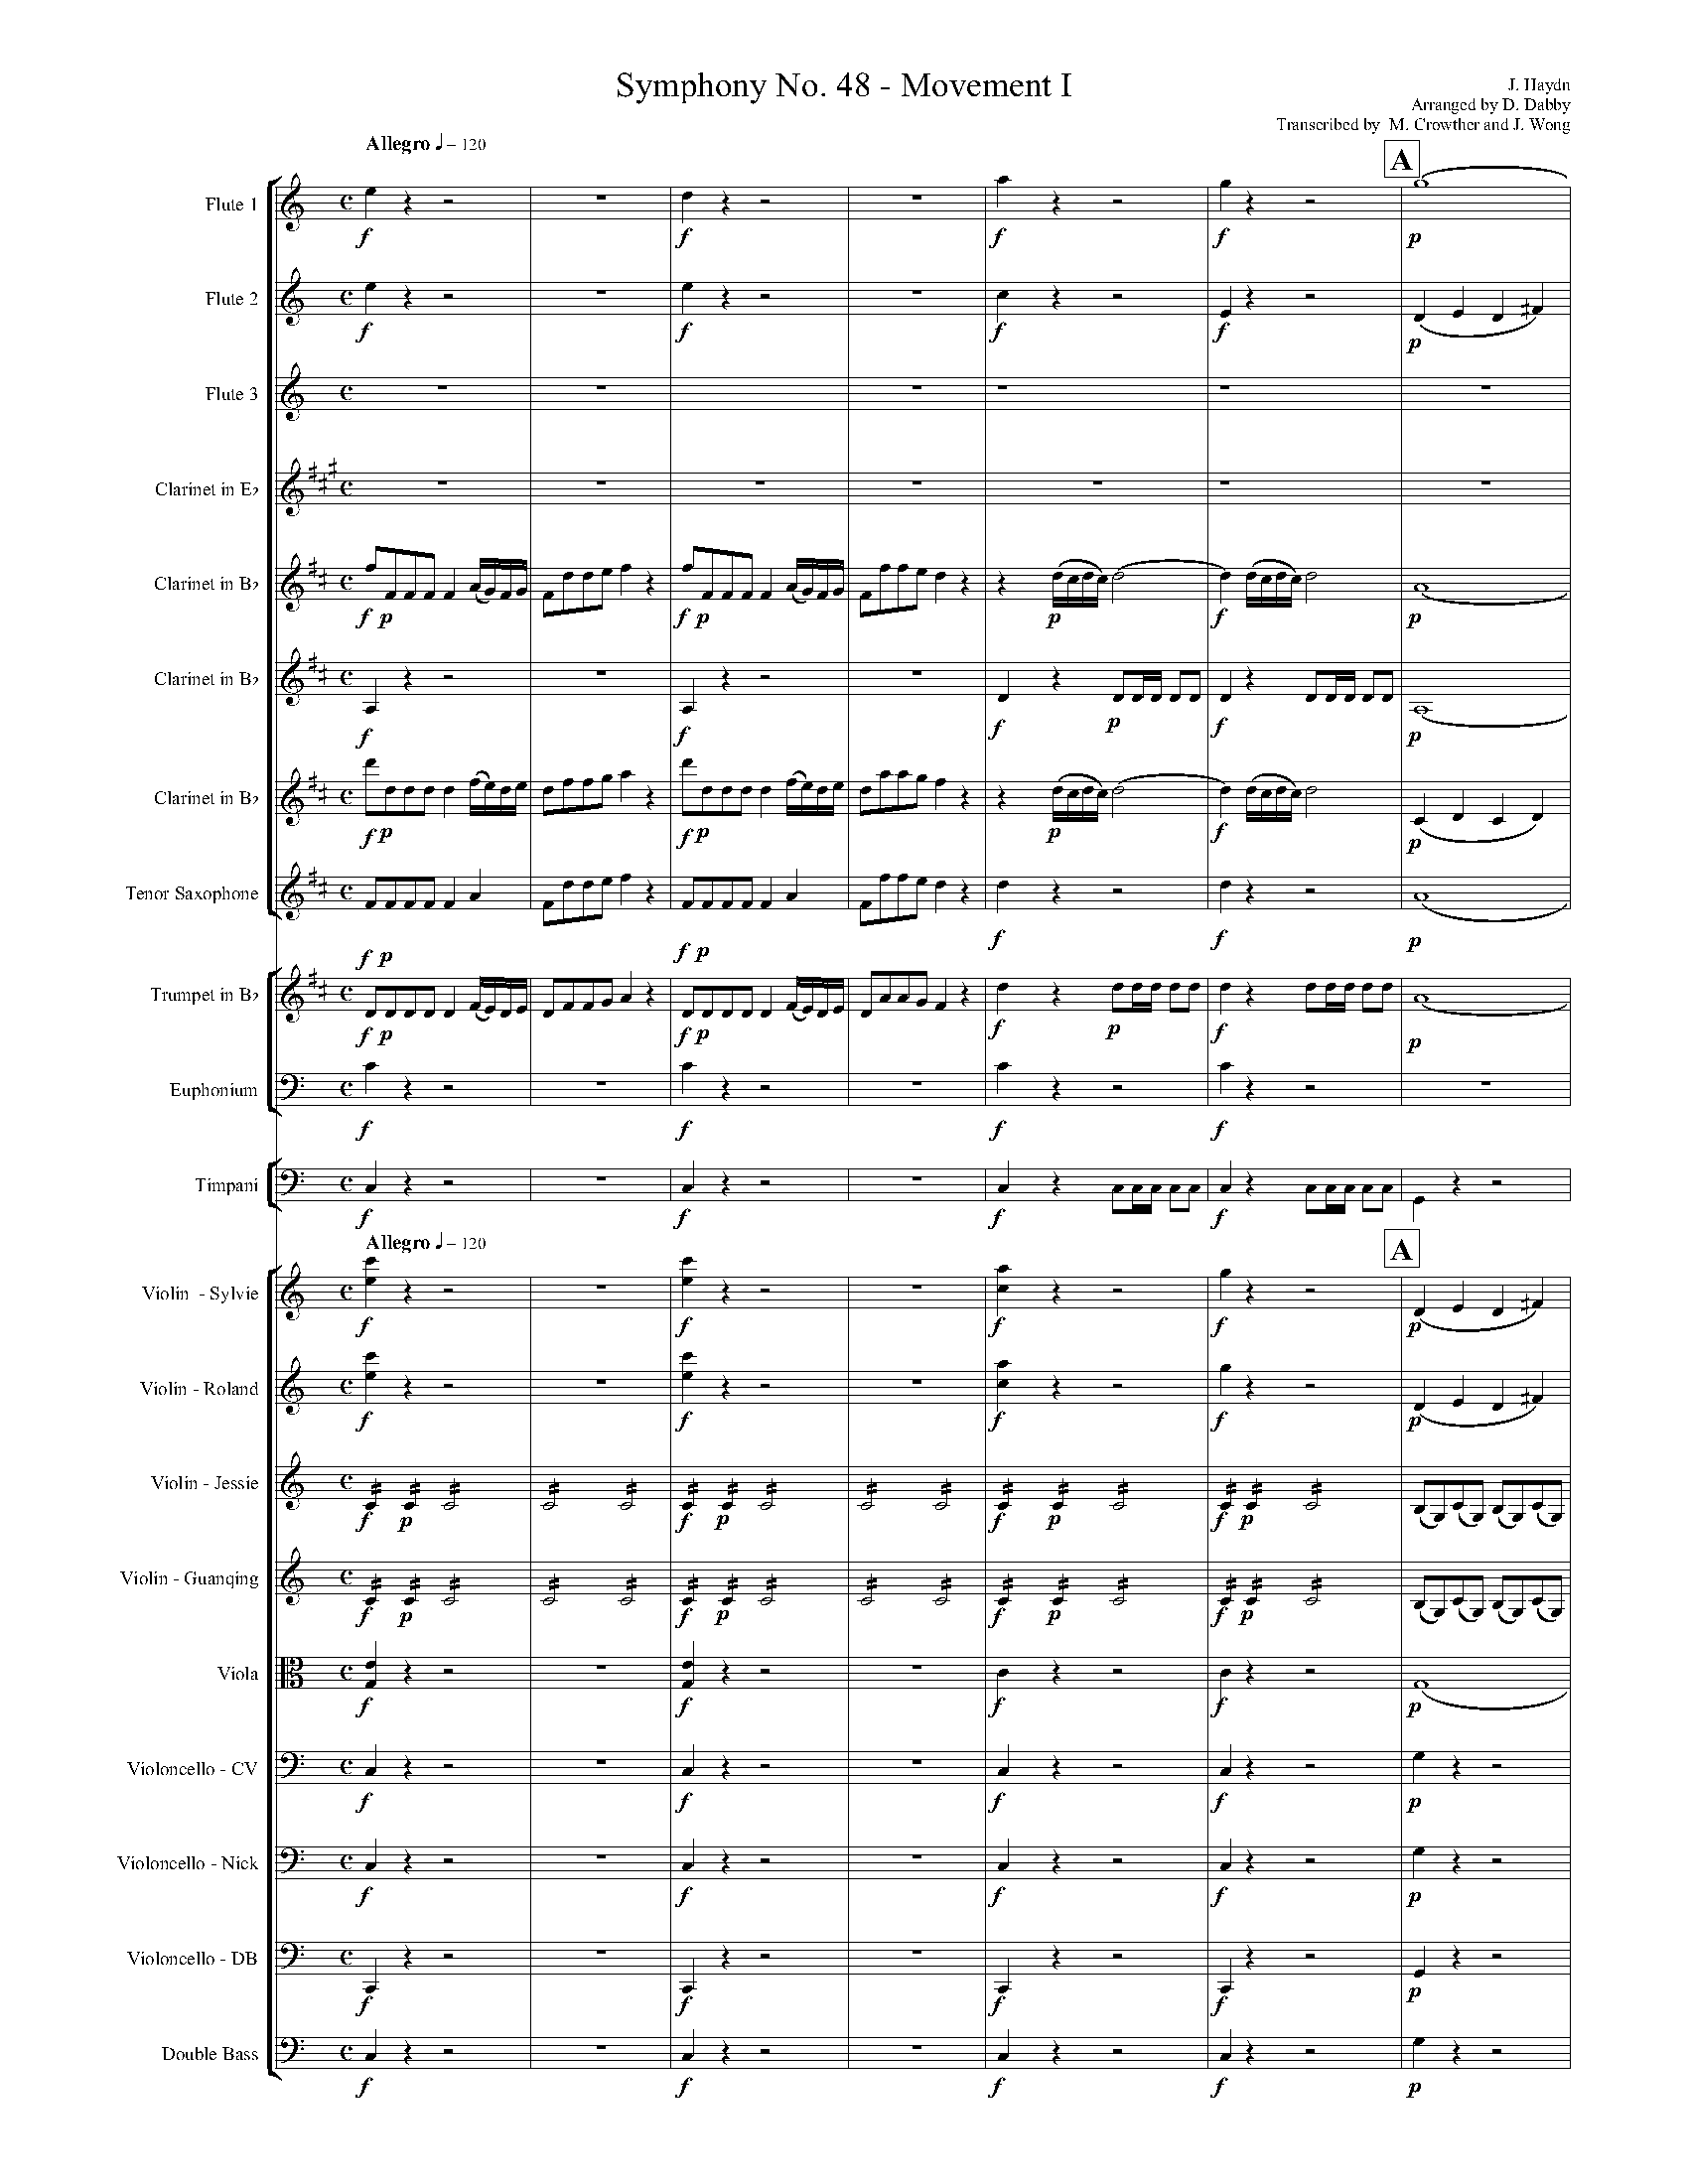 Symphony No. 48 - Movement I
J. Haydn
Arranged by D. Dabby
Transcribed by  M. Crowther and J. Wong
Allegro ♩ = 120
A
Flute 1
f f f f p
Flute 2
f f f f p
Flute 3
Clarinet in E♭
Clarinet in B♭
f p f p p f p
Clarinet in B♭
f f f p f p
Clarinet in B♭
f p f p p f p
Tenor Saxophone
f p f p f f p
Trumpet in B♭
f p f p f p f p
Euphonium
f f f f
Timpani
f f f f
Allegro ♩ = 120
A
Violin  - Sylvie
f f f f p
Violin - Roland
f f f f p
Violin - Jessie
f p f p f p f p
Violin - Guanqing
f p f p f p f p
Viola
f f f f p
Violoncello - CV
f f f f p
Violoncello - Nick
f f f f p
Violoncello - DB
f f f f p
Double Bass
f f f f p